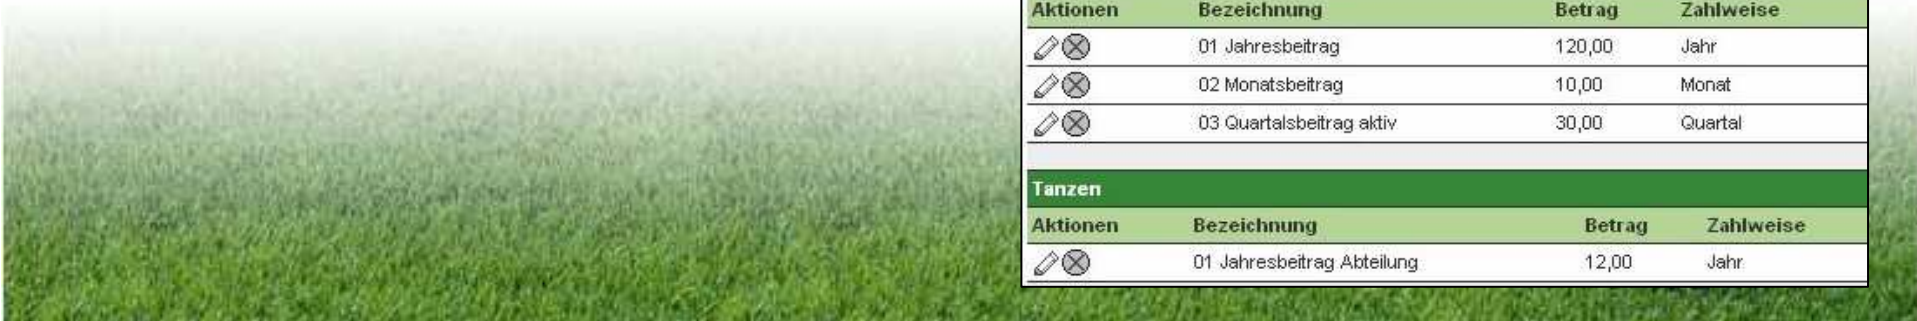 Aktionen Bezeichnung Betrag Zahlweise
01 Jahresbeitrag 120,00 Jahr
02 Monatsbeitrag 10,00 Monat
03 Quartalsbeitrag aktiv 30,00 Quartal
Tanzen
Aktionen Bezeichnung Betrag Zahlweise
01 Jahresbeitrag Abteilung 12,00 Jahr